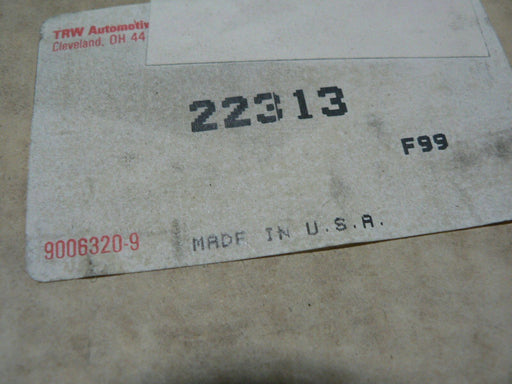 TRW Automotiv
Cleveland, OH 44
22313
F99
9006320-9
MADE IN U.S.A.